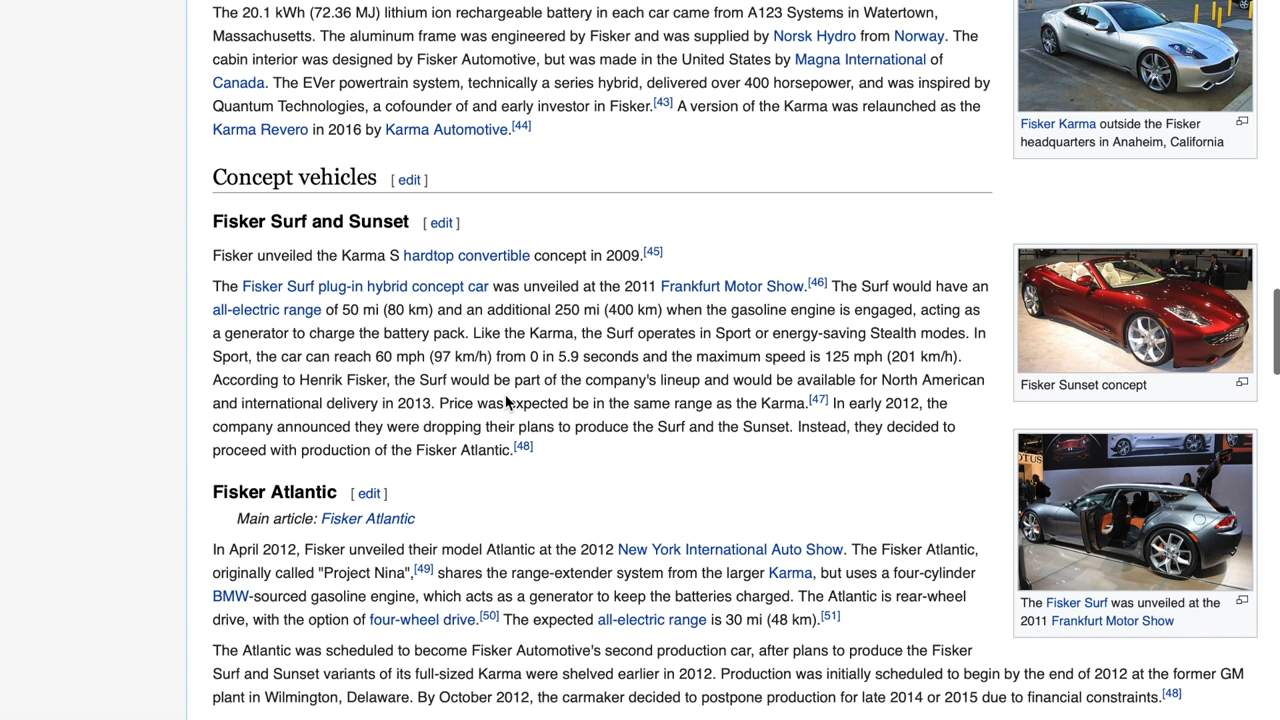 The 20.1 kWh (72.36 MJ) lithium ion rechargeable battery in each car came from A123 Systems in Watertown,
Massachusetts. The aluminum frame was engineered by Fisker and was supplied by Norsk Hydro from Norway. The
cabin interior was designed by Fisker Automotive, but was made in the United States by Magna International of
Canada. The EVer powertrain system, technically a series hybrid, delivered over 400 horsepower, and was inspired by
Quantum Technologies, a cofounder of and early investor in Fisker.[43] A version of the Karma was relaunched as the
Karma Revero in 2016 by Karma Automotive.[44]
Fisker Karma outside the Fisker
headquarters in Anaheim, California
Concept vehicles [ edit ]
Fisker Surf and Sunset [ edit ]
Fisker unveiled the Karma S hardtop convertible concept in 2009.[45]
The Fisker Surf plug-in hybrid concept car was unveiled at the 2011 Frankfurt Motor Show.[46] The Surf would have an
all-electric range of 50 mi (80 km) and an additional 250 mi (400 km) when the gasoline engine is engaged, acting as
a generator to charge the battery pack. Like the Karma, the Surf operates in Sport or energy-saving Stealth modes. In
Sport, the car can reach 60 mph (97 km/h) from 0 in 5.9 seconds and the maximum speed is 125 mph (201 km/h).
According to Henrik Fisker, the Surf would be part of the company's lineup and would be available for North American
and international delivery in 2013. Price was expected be in the same range as the Karma.[47] In early 2012, the
company announced they were dropping their plans to produce the Surf and the Sunset. Instead, they decided to
proceed with production of the Fisker Atlantic.[48]
Fisker Sunset concept
Fisker Atlantic [ edit ]
Main article: Fisker Atlantic
In April 2012, Fisker unveiled their model Atlantic at the 2012 New York International Auto Show. The Fisker Atlantic,
originally called "Project Nina",[49] shares the range-extender system from the larger Karma, but uses a four-cylinder
BMW-sourced gasoline engine, which acts as a generator to keep the batteries charged. The Atlantic is rear-wheel
drive, with the option of four-wheel drive.[50] The expected all-electric range is 30 mi (48 km).[51]
The Fisker Surf was unveiled at the
2011 Frankfurt Motor Show
The Atlantic was scheduled to become Fisker Automotive's second production car, after plans to produce the Fisker
Surf and Sunset variants of its full-sized Karma were shelved earlier in 2012. Production was initially scheduled to begin by the end of 2012 at the former GM
plant in Wilmington, Delaware. By October 2012, the carmaker decided to postpone production for late 2014 or 2015 due to financial constraints.[48]